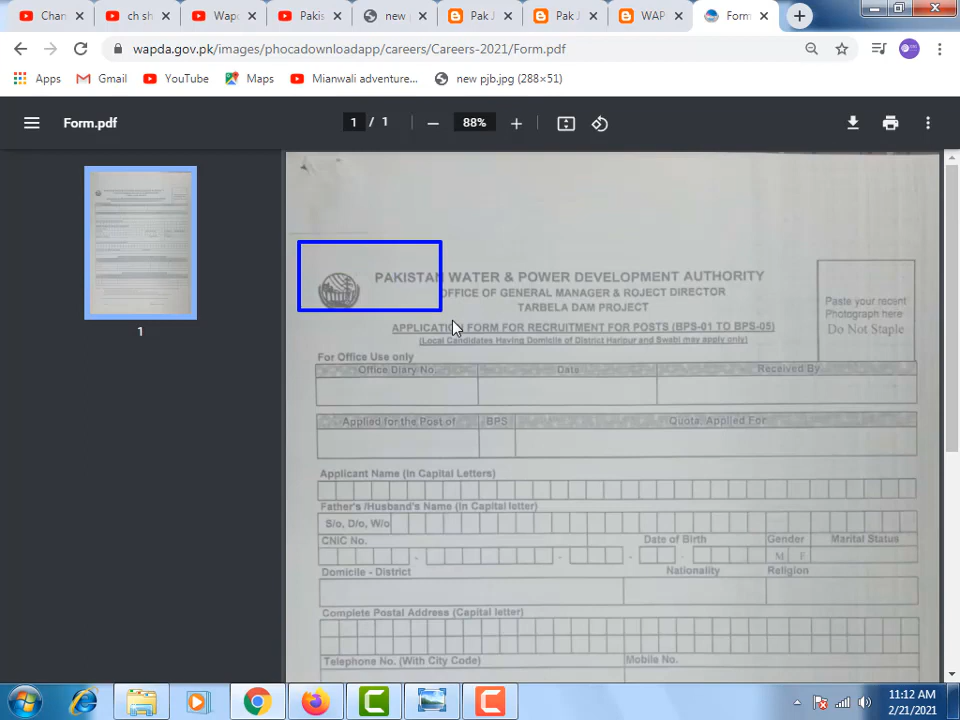 Chan
ch sh
Wapd
Pakis
new
Pak J
Pak J
WAP
Form
wapda.gov.pk/images/phocadownloadapp/careers/Careers-2021/Form.pdf
Apps
Gmail
YouTube
Maps
Mianwali adventure...
new pjb.jpg (288×51)
Form.pdf
1 / 1
88%
1
PAKISTAN WATER & POWER DEVELOPMENT AUTHORITY
OFFICE OF GENERAL MANAGER & ROJECT DIRECTOR
TARBELA DAM PROJECT
Paste your recent
Photograph here
Do Not Staple
APPLICATION FORM FOR RECRUITMENT FOR POSTS (BPS-01 TO BPS-05)
(Local Candidates Having Domicile of District Hariour and Swabi may apply only)
For Office Use only
Office Diary No.
Date
Received By
Applied for the Post of
BPS
Quota Applied For
Applicant Name (In Capital Letters)
Father's /Husband's Name (In Capital letter)
S/o, D/o, W/o
CNIC No.
Date of Birth
Gender
Marital Status
M F
Domicile - District
Nationality
Religion
Complete Postal Address (Capital letter)
Telephone No. (With City Code)
Mobile No.
11:12 AM
2/21/2021